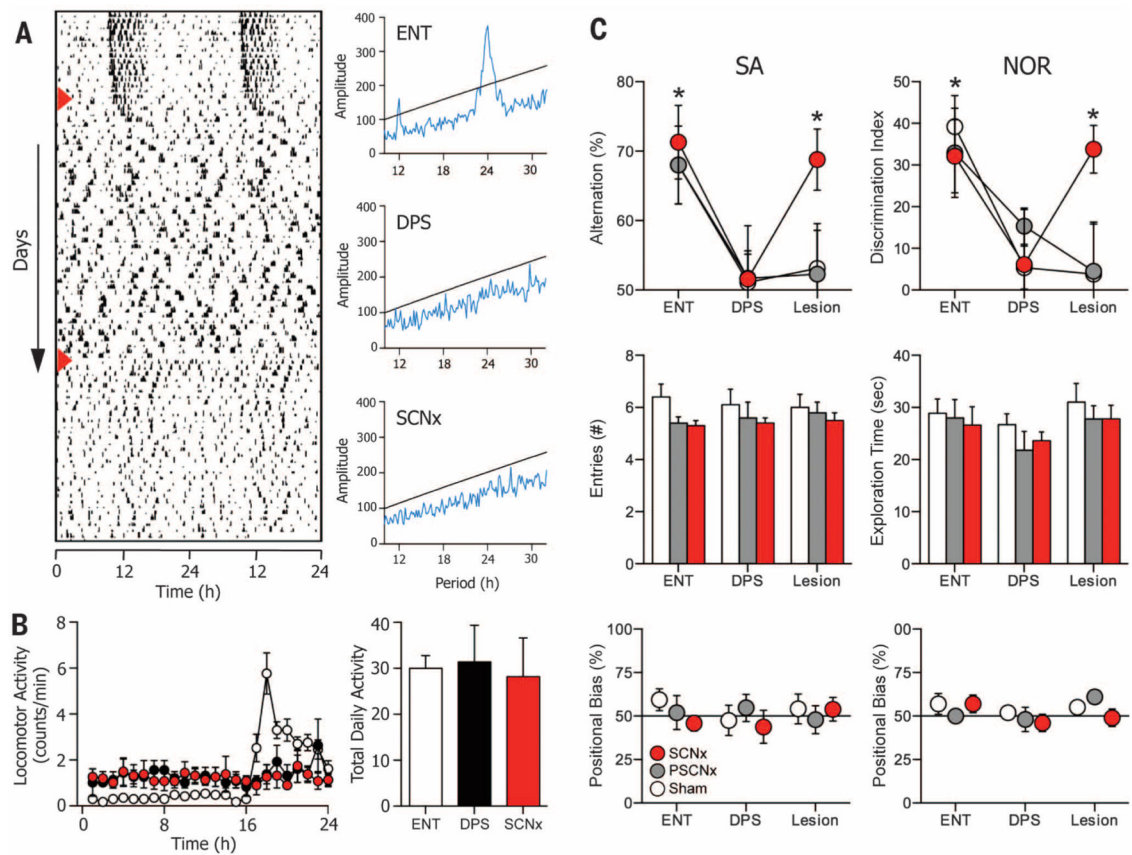 A
Days
0 12 0 12 24
Time (h)
ENT
Amplitude
400
300
200
100
0
12 18 24 30
DPS
Amplitude
400
300
200
100
0
12 18 24 30
SCNx
Amplitude
400
300
200
100
0
12 18 24 30
Period (h)
B
Locomotor Activity
(counts/min)
8
6
4
2
0
0 8 16 24
Time (h)
Total Daily Activity
40
30
20
10
0
ENT DPS SCNx
C
SA
Alternation (%)
80
70
60
50
* *
ENT DPS Lesion
NOR
Discrimination Index
50
40
30
20
10
0
* *
ENT DPS Lesion
Entries (#)
8
6
4
2
0
ENT DPS Lesion
Exploration Time (sec)
40
30
20
10
0
ENT DPS Lesion
Positional Bias (%)
100
75
50
25
0
SCNx
PSCNx
Sham
ENT DPS Lesion
Positional Bias (%)
00
75
50
25
0
ENT DPS Lesion